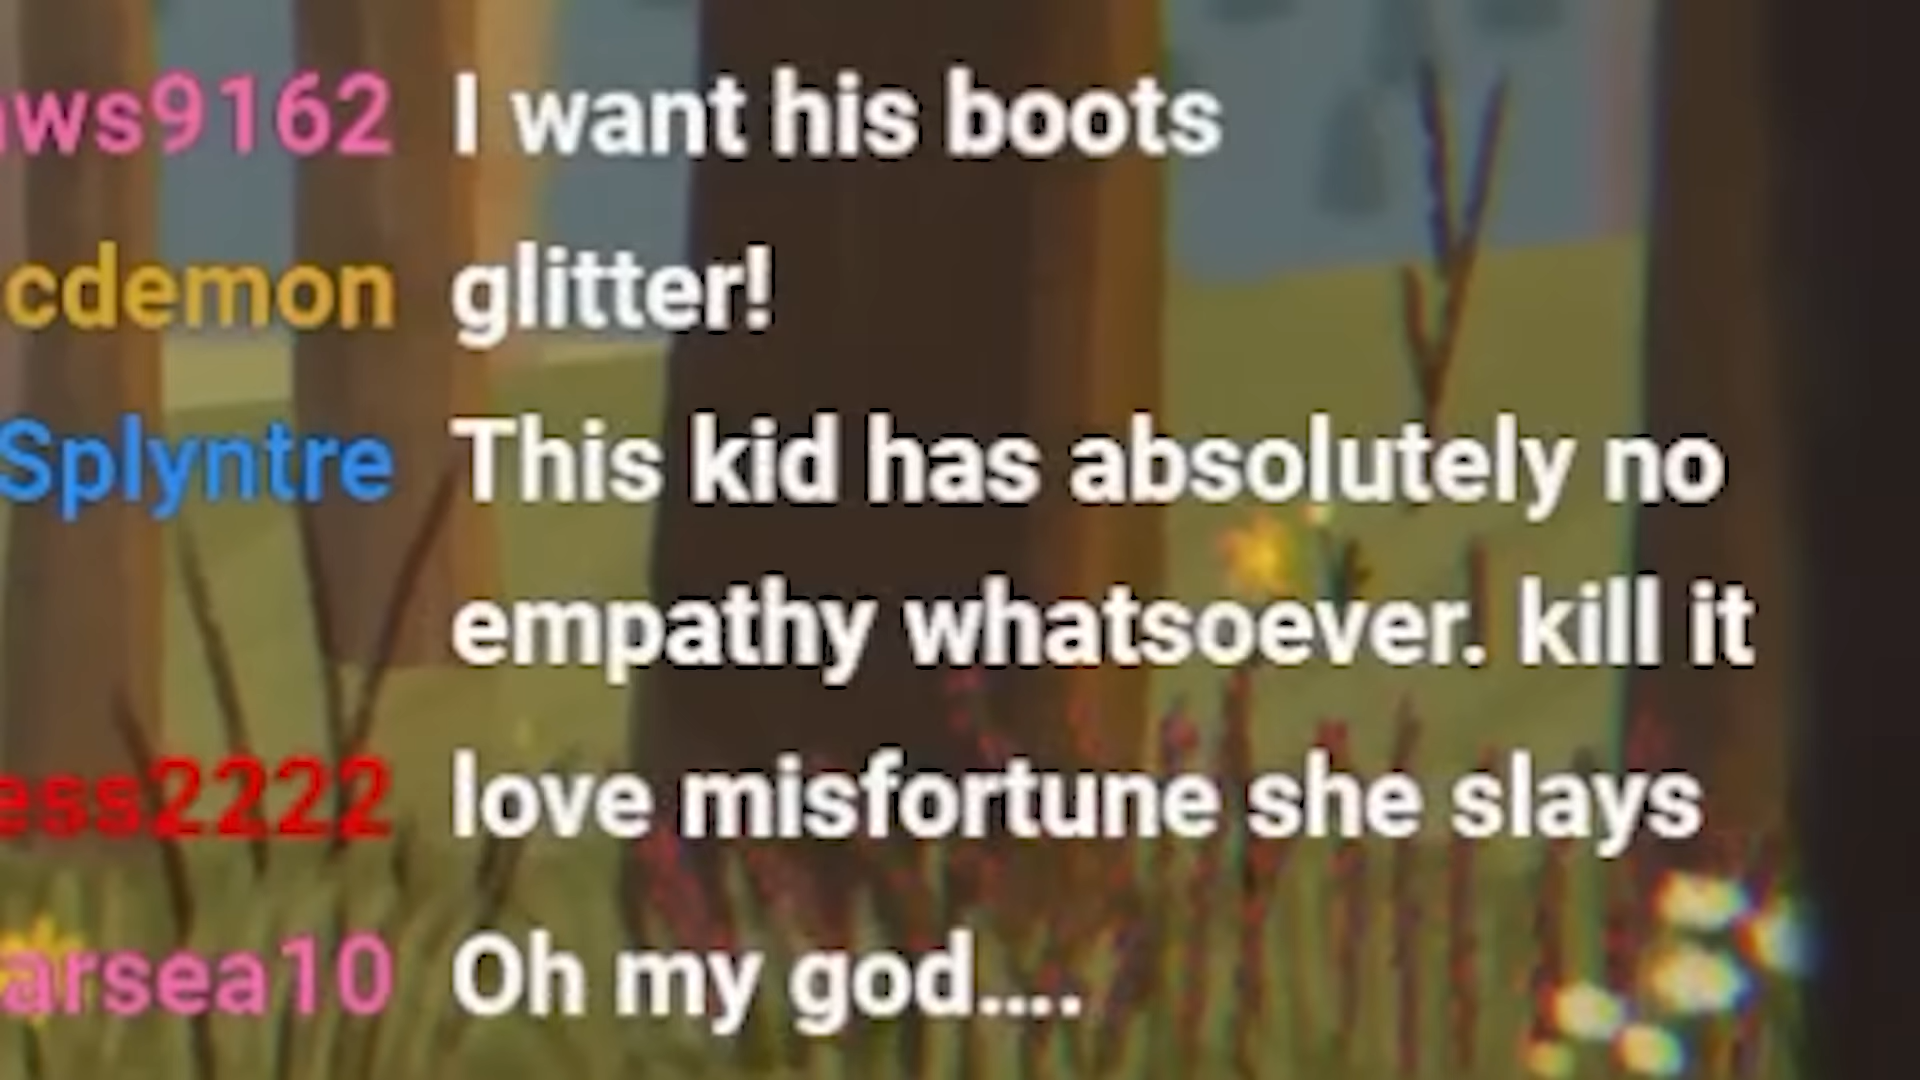 aws9162 I want his boots
cdemon glitter!
Splyntre This kid has absolutely no
empathy whatsoever. kill it
ess2222 love misfortune she slays
arsea10 Oh my god....